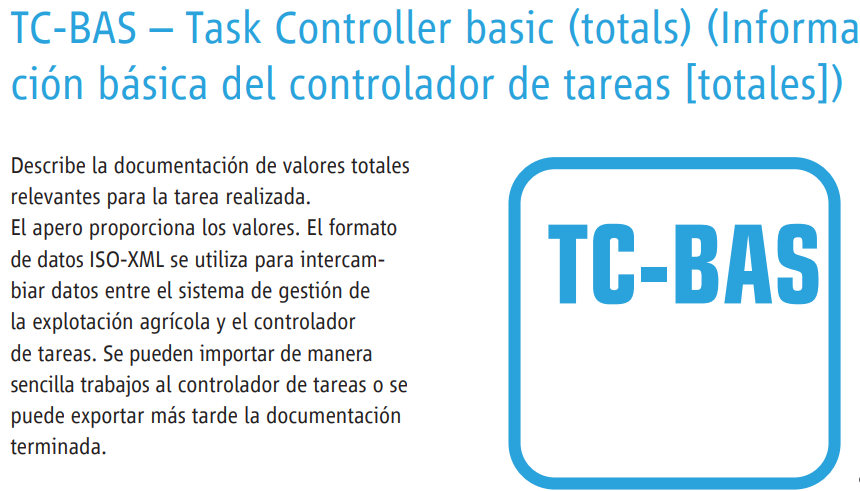 TC-BAS – Task Controller basic (totals) (Informa
ción básica del controlador de tareas [totales])
Describe la documentación de valores totales
relevantes para la tarea realizada.
El apero proporciona los valores. El formato
de datos ISO-XML se utiliza para intercam-
biar datos entre el sistema de gestión de
la explotación agrícola y el controlador
de tareas. Se pueden importar de manera
sencilla trabajos al controlador de tareas o se
puede exportar más tarde la documentación
terminada.
TC-BAS